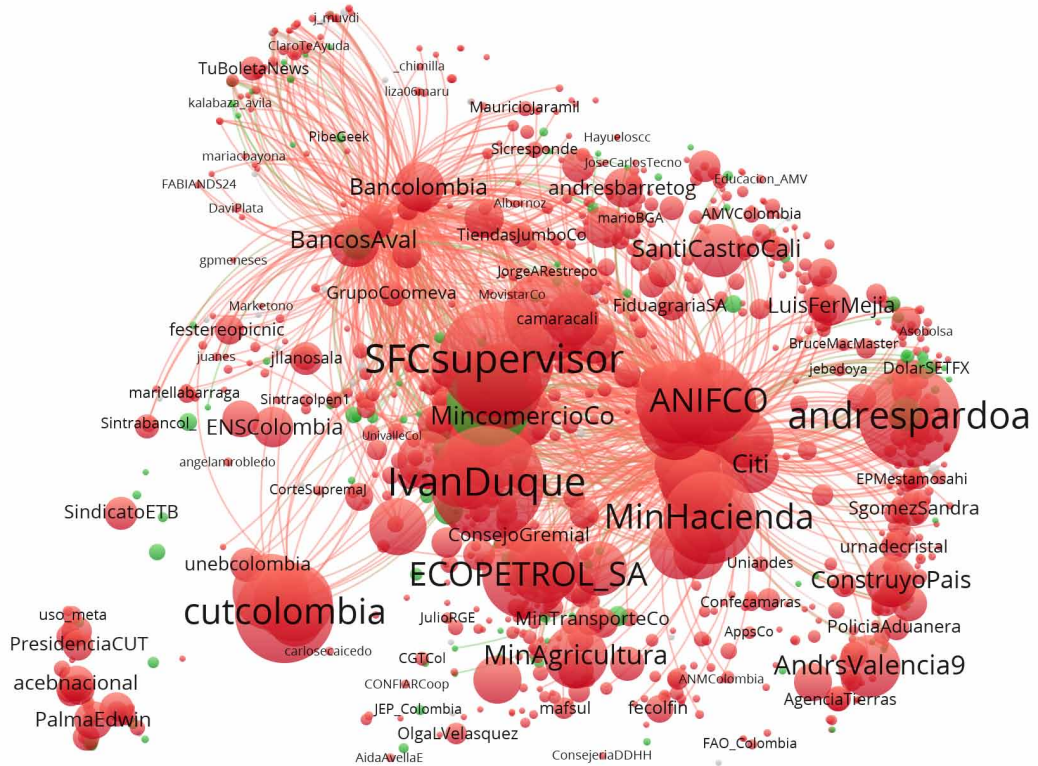 j_muvdi
ClaroTeAyuda
TuBoletaNews
_chimilla
liza06maru
kalabaza_avila
MauricioJaramil
PibeGeek
Hayueloscc
Sicresponde
mariacbayona
JoseCarlosTecno
FABIANDS24
Bancolombia
andresbarretog
Educacion_AMV
DaviPlata
Albornoz
marioBGA
AMVColombia
BancosAval
TiendasJumboCo
SantiCastroCali
gpmeneses
JorgeARestrepo
GrupoCoomeva
MovistarCo
Marketono
camaracali
FiduagrariaSA
LuisFerMejia
festereopicnic
Asobolsa
juanes
jllanosala
SFCsupervisor
BruceMacMaster
jebedoya
DolarSETFX
mariellabarraga
Sintracolpen1
ANIFCO
andrespardoa
Sintrabancol_
ENSColombia
MincomercioCo
UnivalleCol
angelamrobledo
Citi
CorteSupremaJ
IvanDuque
EPMestamosahi
SindicatoETB
MinHacienda
SgomezSandra
ConsejoGremial
urnadecristal
unebcolombia
ECOPETROL_SA
Uniandes
ConstruyoPais
uso_meta
cutcolombia
JulioRGE
MinTransporteCo
Confecamaras
PoliciaAduanera
PresidenciaCUT
carlosecaicedo
CGTCol
MinAgricultura
AppsCo
AndrsValencia9
acebnacional
CONFIARCoop
ANMColombia
AgenciaTierras
PalmaEdwin
JEP_Colombia
mafsul
fecolfin
OlgaLVelasquez
AidaAvellaE
ConsejeriaDDHH
FAO_Colombia